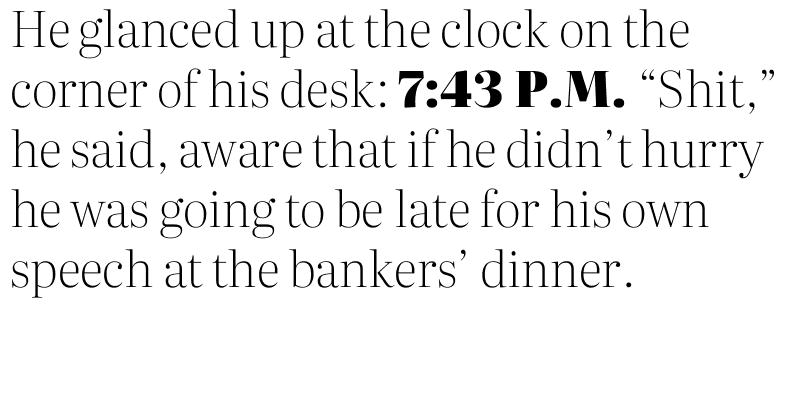 He glanced up at the clock on the
corner of his desk: 7:43 P.M. “Shit,”
he said, aware that if he didn’t hurry
he was going to be late for his own
speech at the bankers’ dinner.